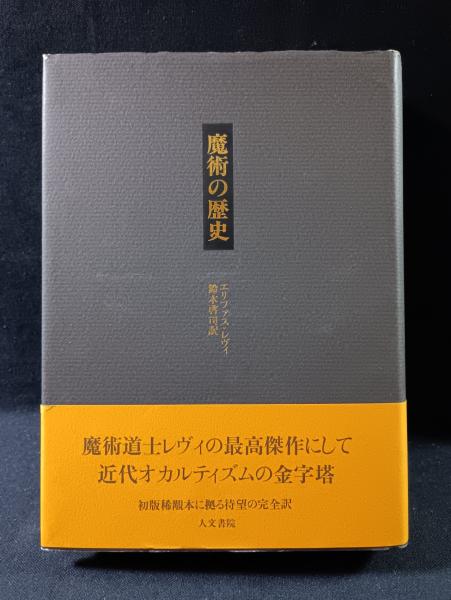 魔術の歴史
エリファス・レヴィ
鈴木啓司訳
魔術道士レヴィの最高傑作にして
近代オカルティズムの金字塔
初版稀覯本に拠る待望の完全訳
人文書院